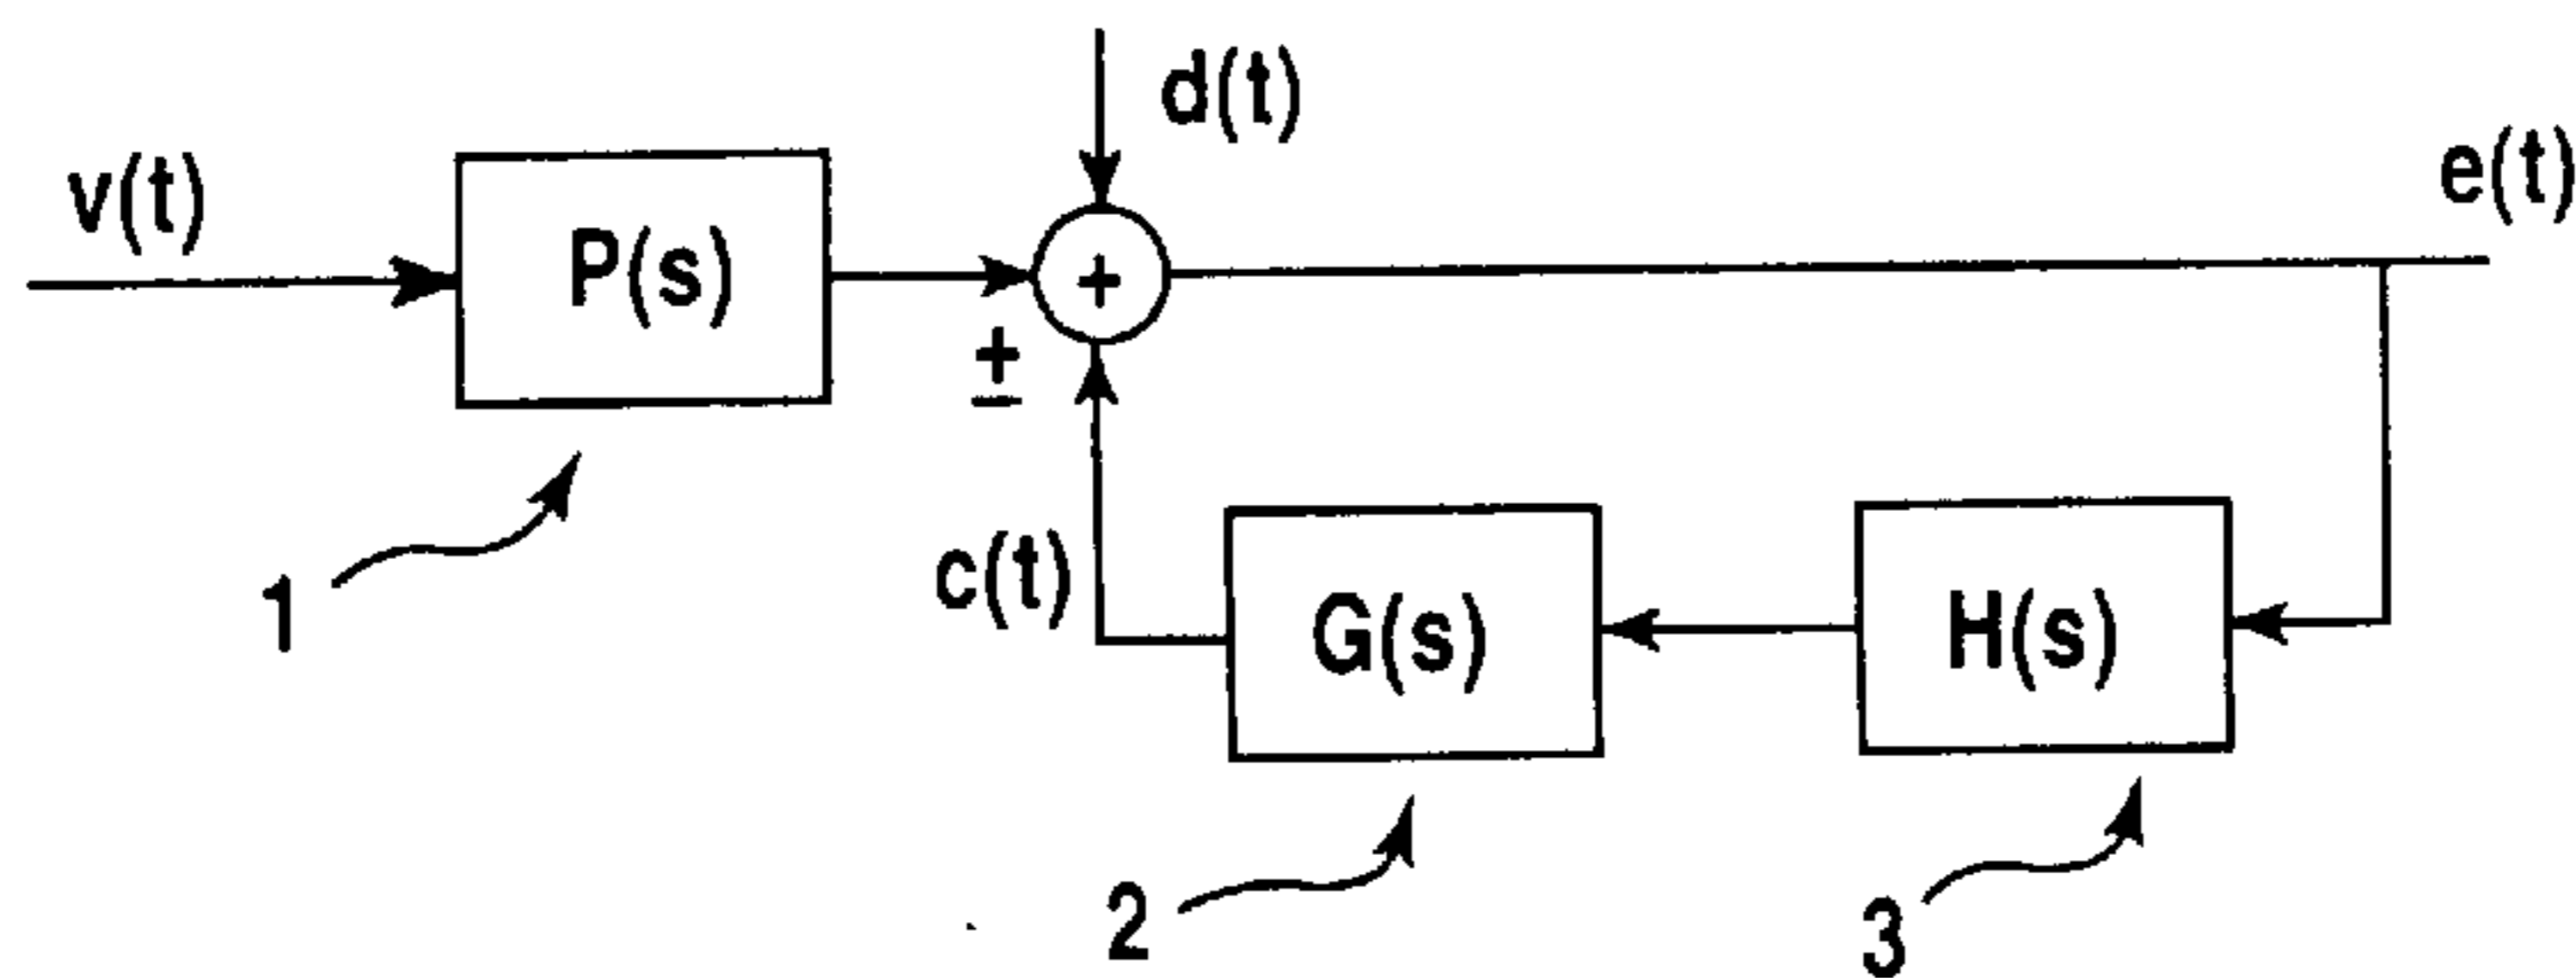 d(t)
v(t)
e(t)
P(s)
+
±
1
c(t)
G(s)
H(s)
2
3